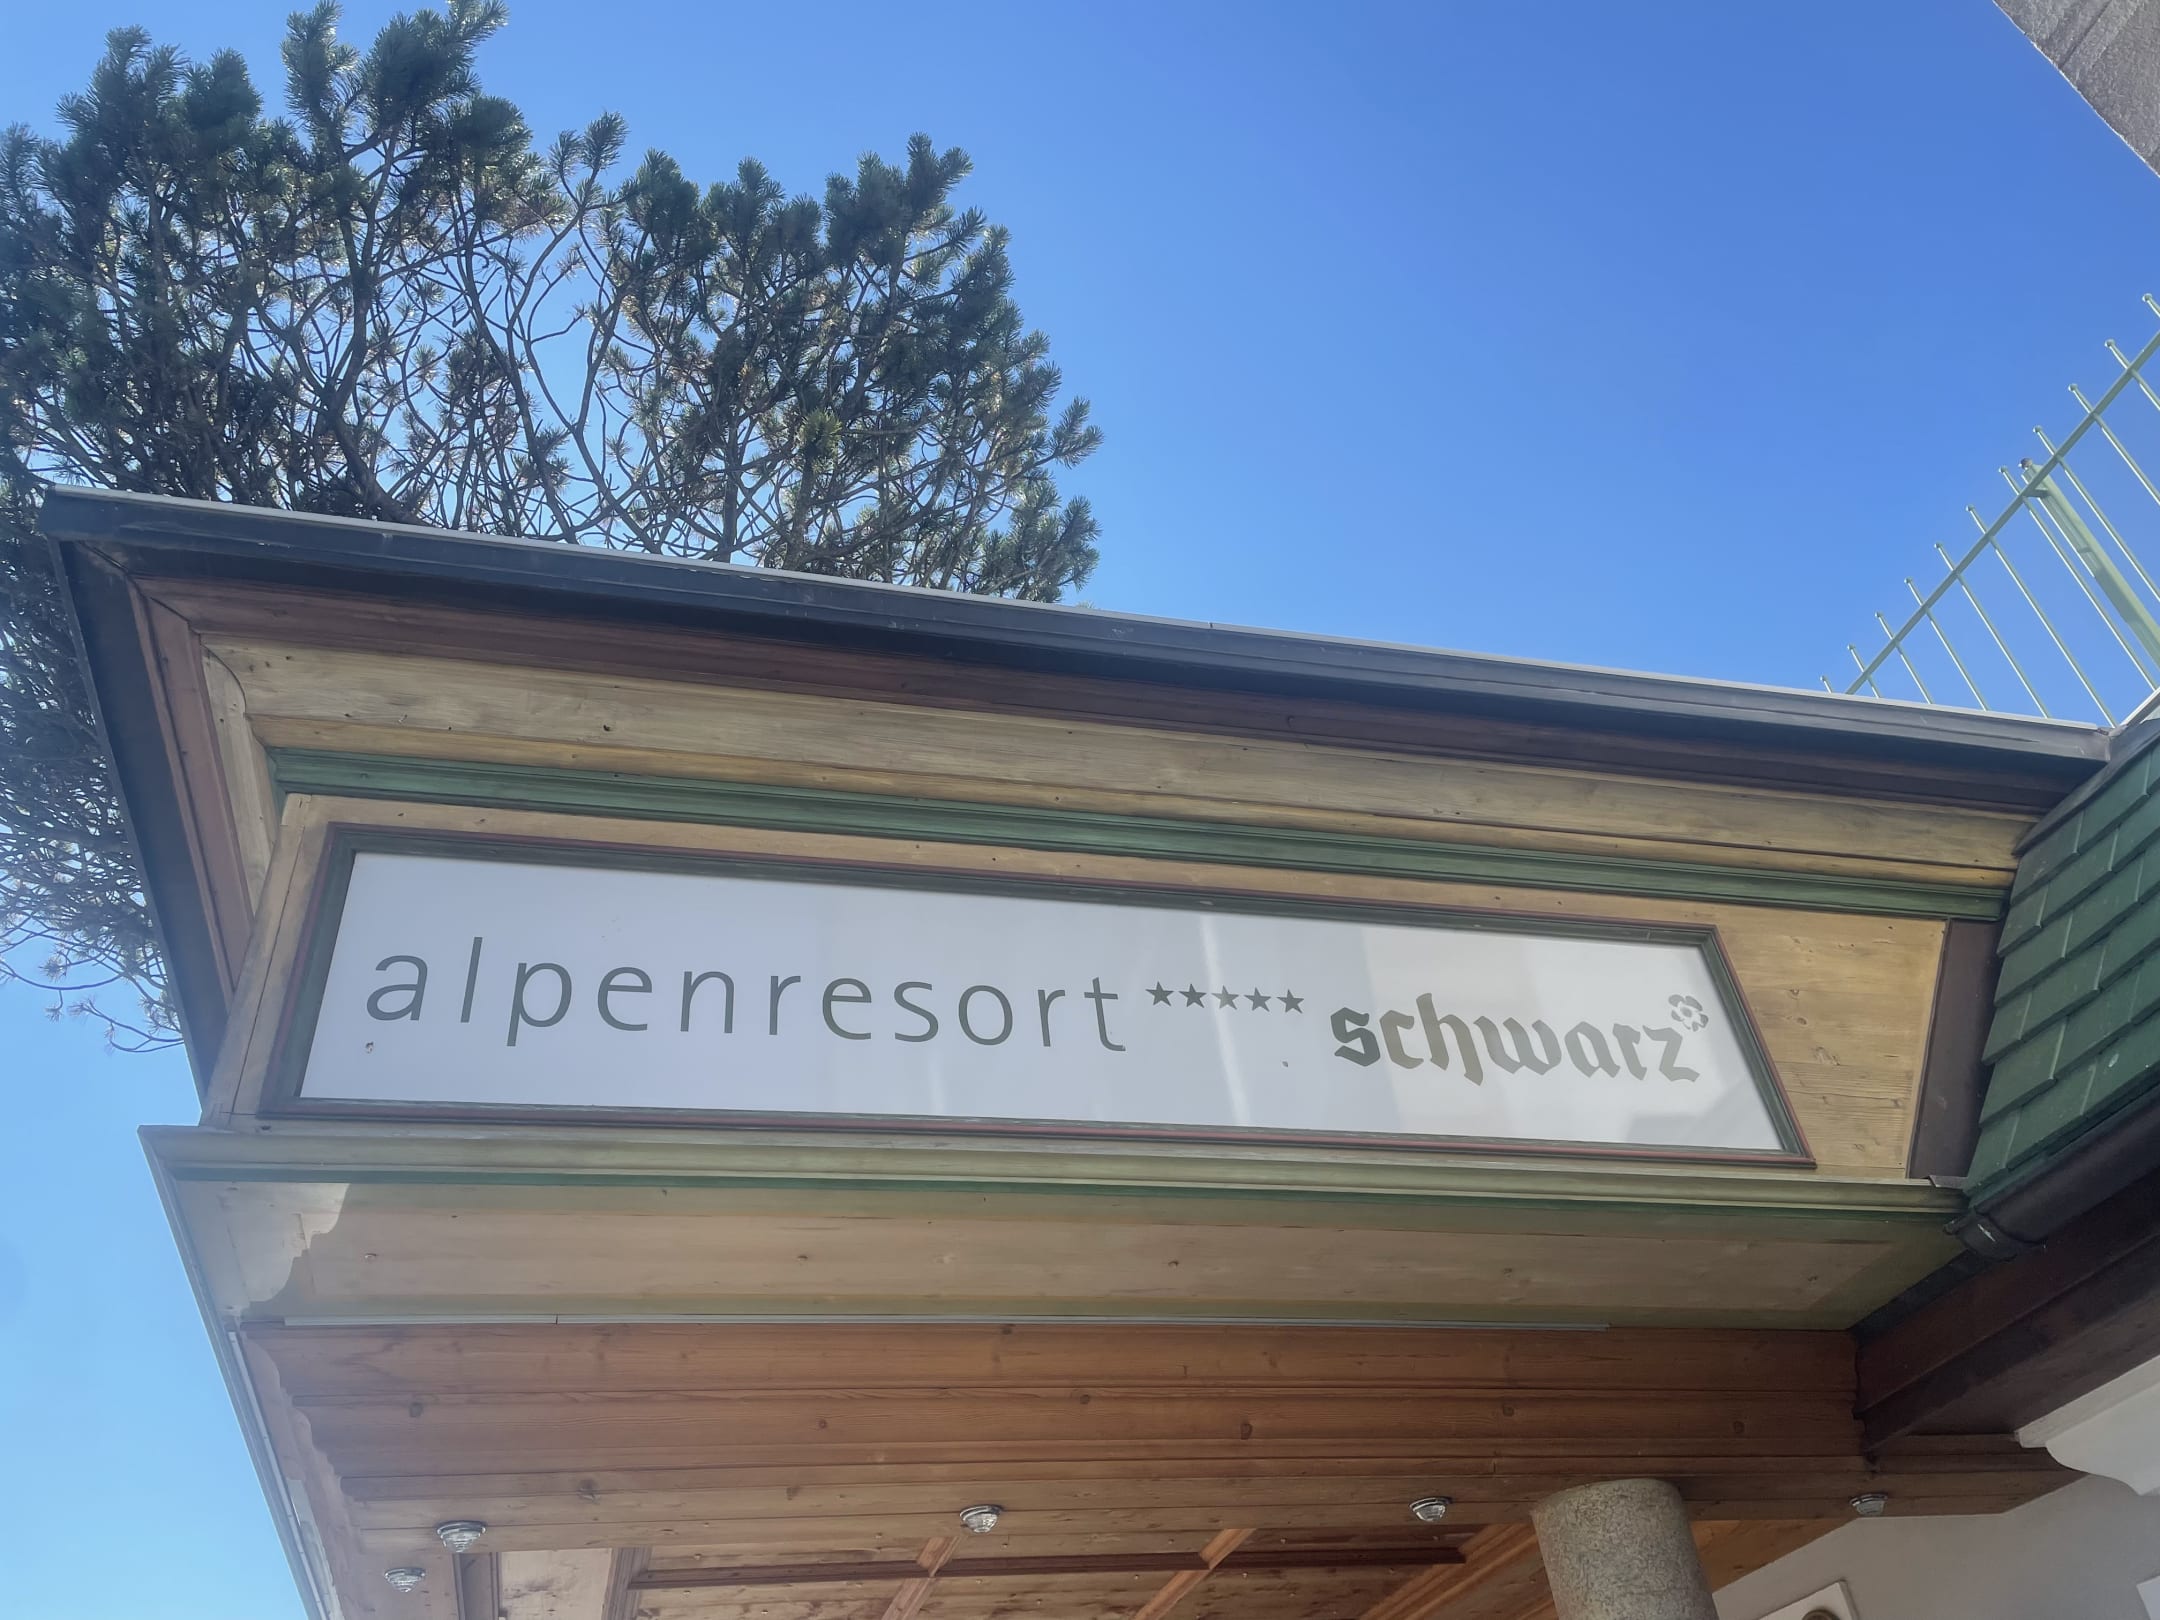 alpenresort ★★★★★ schwarz